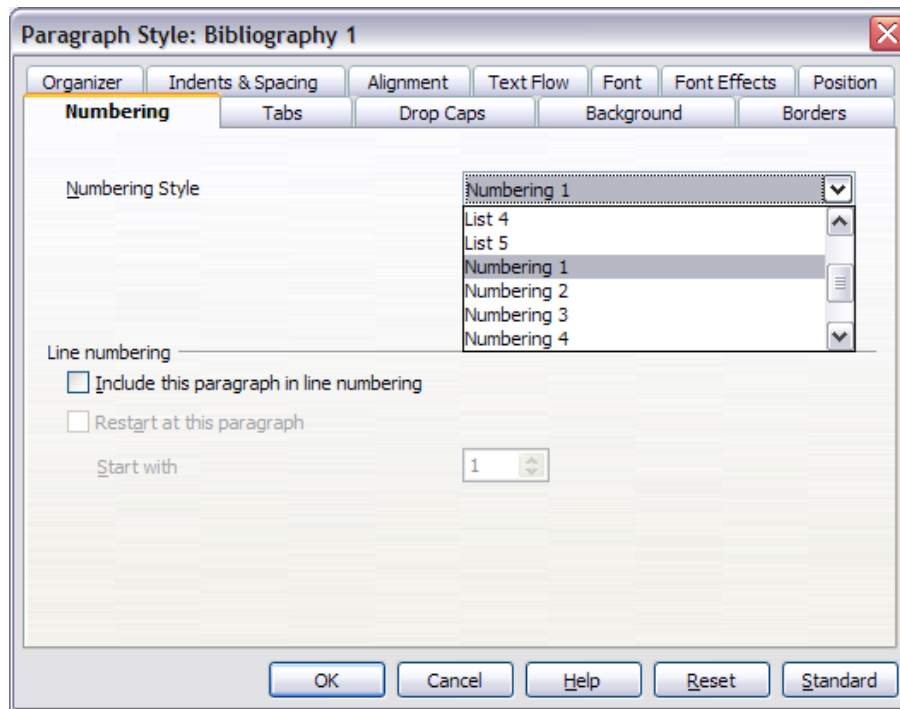 Paragraph Style: Bibliography 1
Organizer Indents & Spacing Alignment Text Flow Font Font Effects Position
Numbering Tabs Drop Caps Background Borders
Numbering Style Numbering 1
List 4
List 5
Numbering 1
Numbering 2
Numbering 3
Numbering 4
Line numbering
Include this paragraph in line numbering
Restart at this paragraph
Start with 1
OK Cancel Help Reset Standard